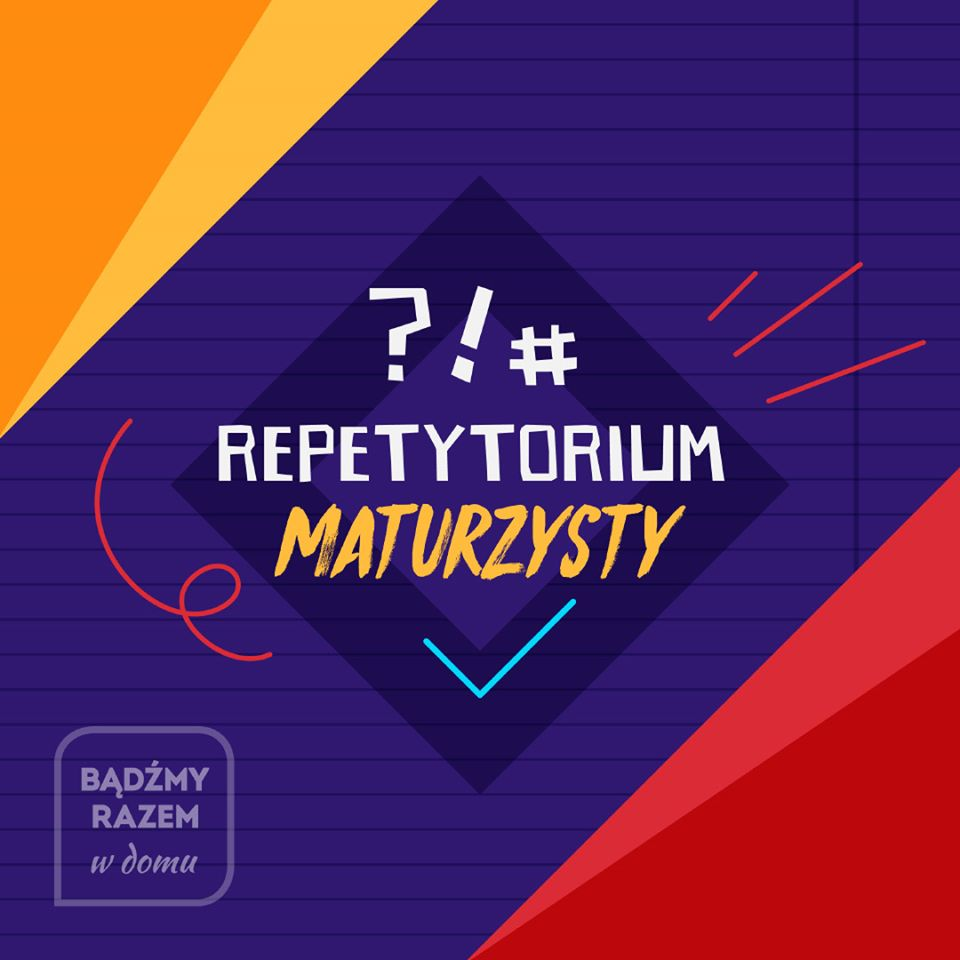 ?!#
REPETYTORIUM
MATURZYSTY
BĄDŹMY
RAZEM
w domu